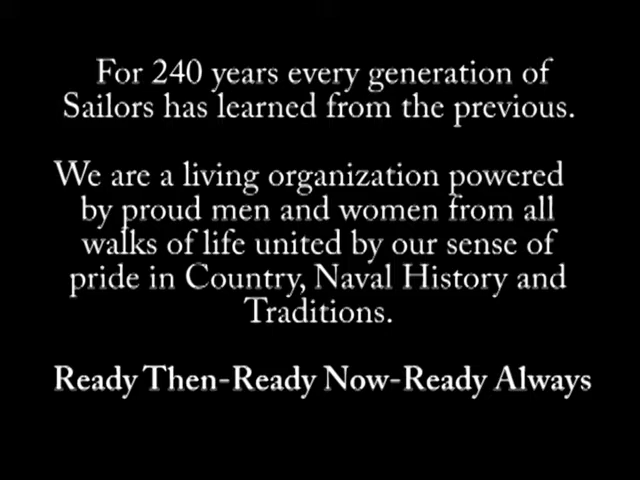 For 240 years every generation of
Sailors has learned from the previous.
We are a living organization powered
by proud men and women from all
walks of life united by our sense of
pride in Country, Naval History and
Traditions.
Ready Then-Ready Now-Ready Always